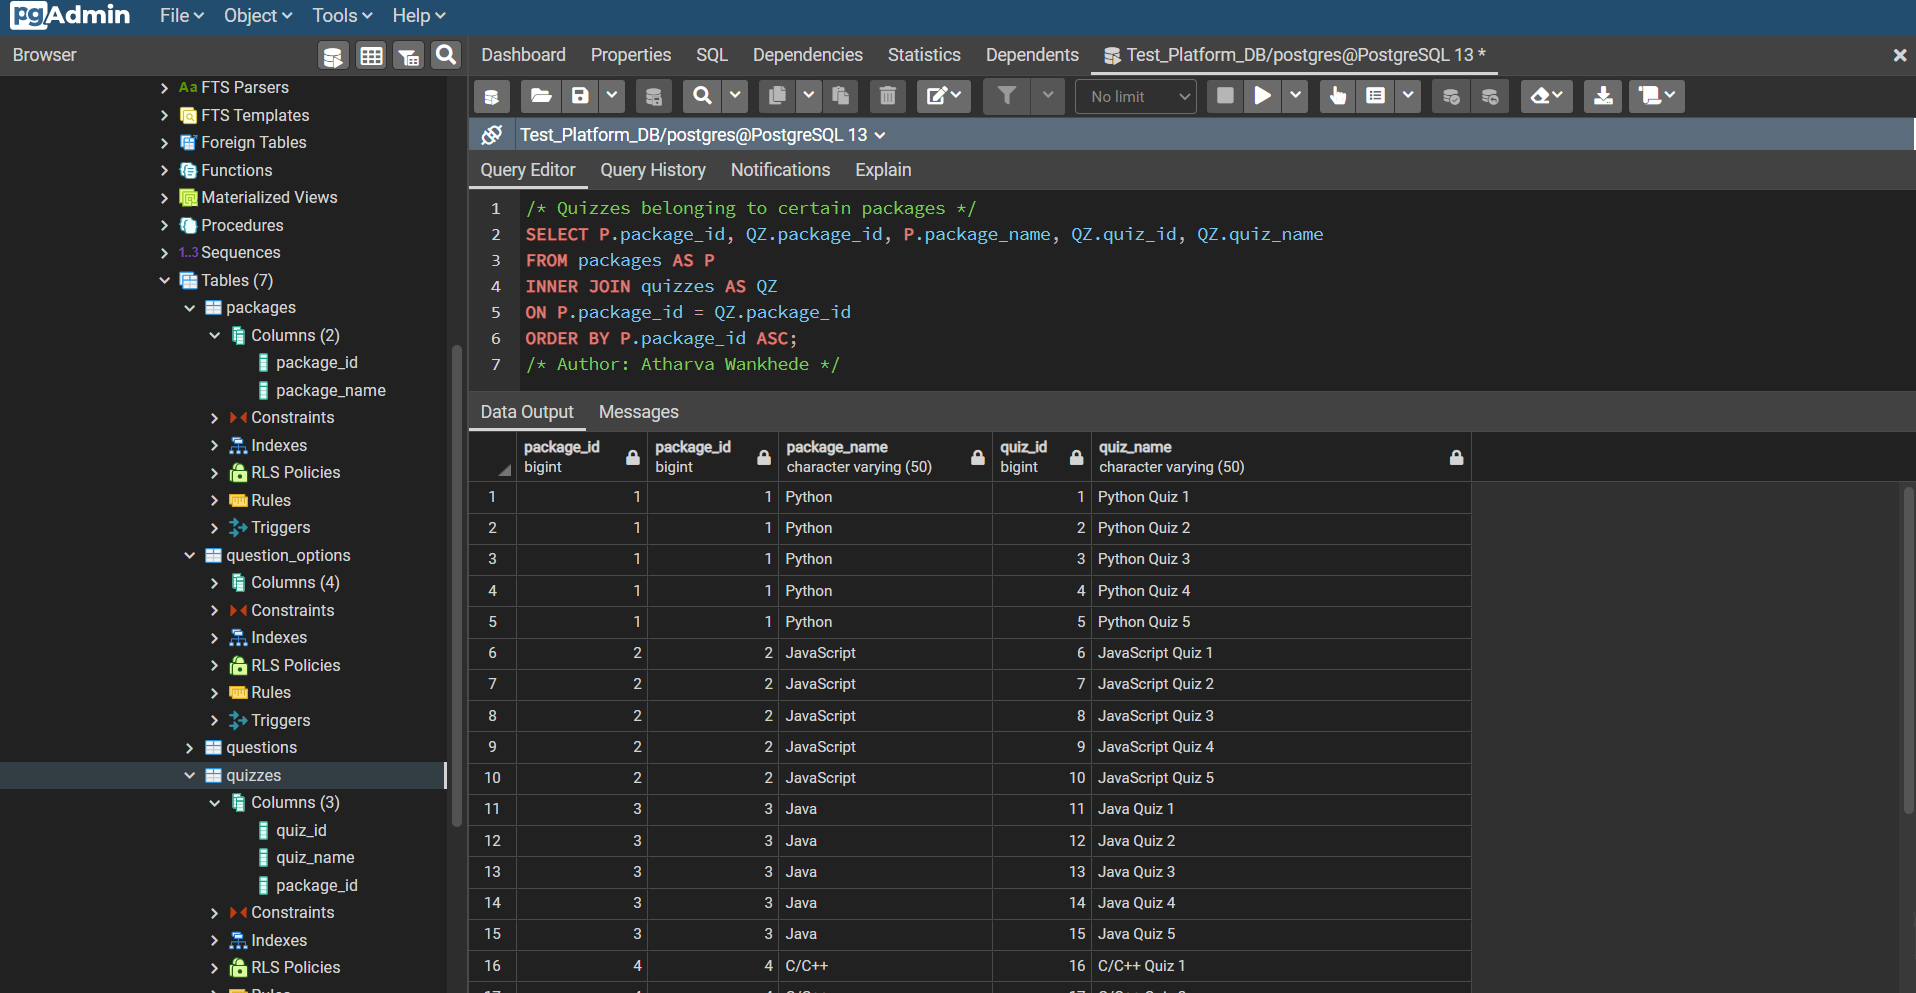 pgAdmin File Object Tools Help
Browser
Dashboard Properties SQL Dependencies Statistics Dependents Test_Platform_DB/postgres@PostgreSQL 13 *
Aa FTS Parsers
FTS Templates
Foreign Tables
Functions
Materialized Views
Procedures
1..3 Sequences
Tables (7)
packages
Columns (2)
package_id
package_name
Constraints
Indexes
RLS Policies
Rules
Triggers
question_options
Columns (4)
Constraints
Indexes
RLS Policies
Rules
Triggers
questions
quizzes
Columns (3)
quiz_id
quiz_name
package_id
Constraints
Indexes
RLS Policies
No limit
Test_Platform_DB/postgres@PostgreSQL 13
Query Editor Query History Notifications Explain
1 /* Quizzes belonging to certain packages */
2 SELECT P.package_id, QZ.package_id, P.package_name, QZ.quiz_id, QZ.quiz_name
3 FROM packages AS P
4 INNER JOIN quizzes AS QZ
5 ON P.package_id = QZ.package_id
6 ORDER BY P.package_id ASC;
7 /* Author: Atharva Wankhede */
Data Output Messages
package_id package_id package_name quiz_id quiz_name
bigint bigint character varying (50) bigint character varying (50)
1 1 1 Python 1 Python Quiz 1
2 1 1 Python 2 Python Quiz 2
3 1 1 Python 3 Python Quiz 3
4 1 1 Python 4 Python Quiz 4
5 1 1 Python 5 Python Quiz 5
6 2 2 JavaScript 6 JavaScript Quiz 1
7 2 2 JavaScript 7 JavaScript Quiz 2
8 2 2 JavaScript 8 JavaScript Quiz 3
9 2 2 JavaScript 9 JavaScript Quiz 4
10 2 2 JavaScript 10 JavaScript Quiz 5
11 3 3 Java 11 Java Quiz 1
12 3 3 Java 12 Java Quiz 2
13 3 3 Java 13 Java Quiz 3
14 3 3 Java 14 Java Quiz 4
15 3 3 Java 15 Java Quiz 5
16 4 4 C/C++ 16 C/C++ Quiz 1